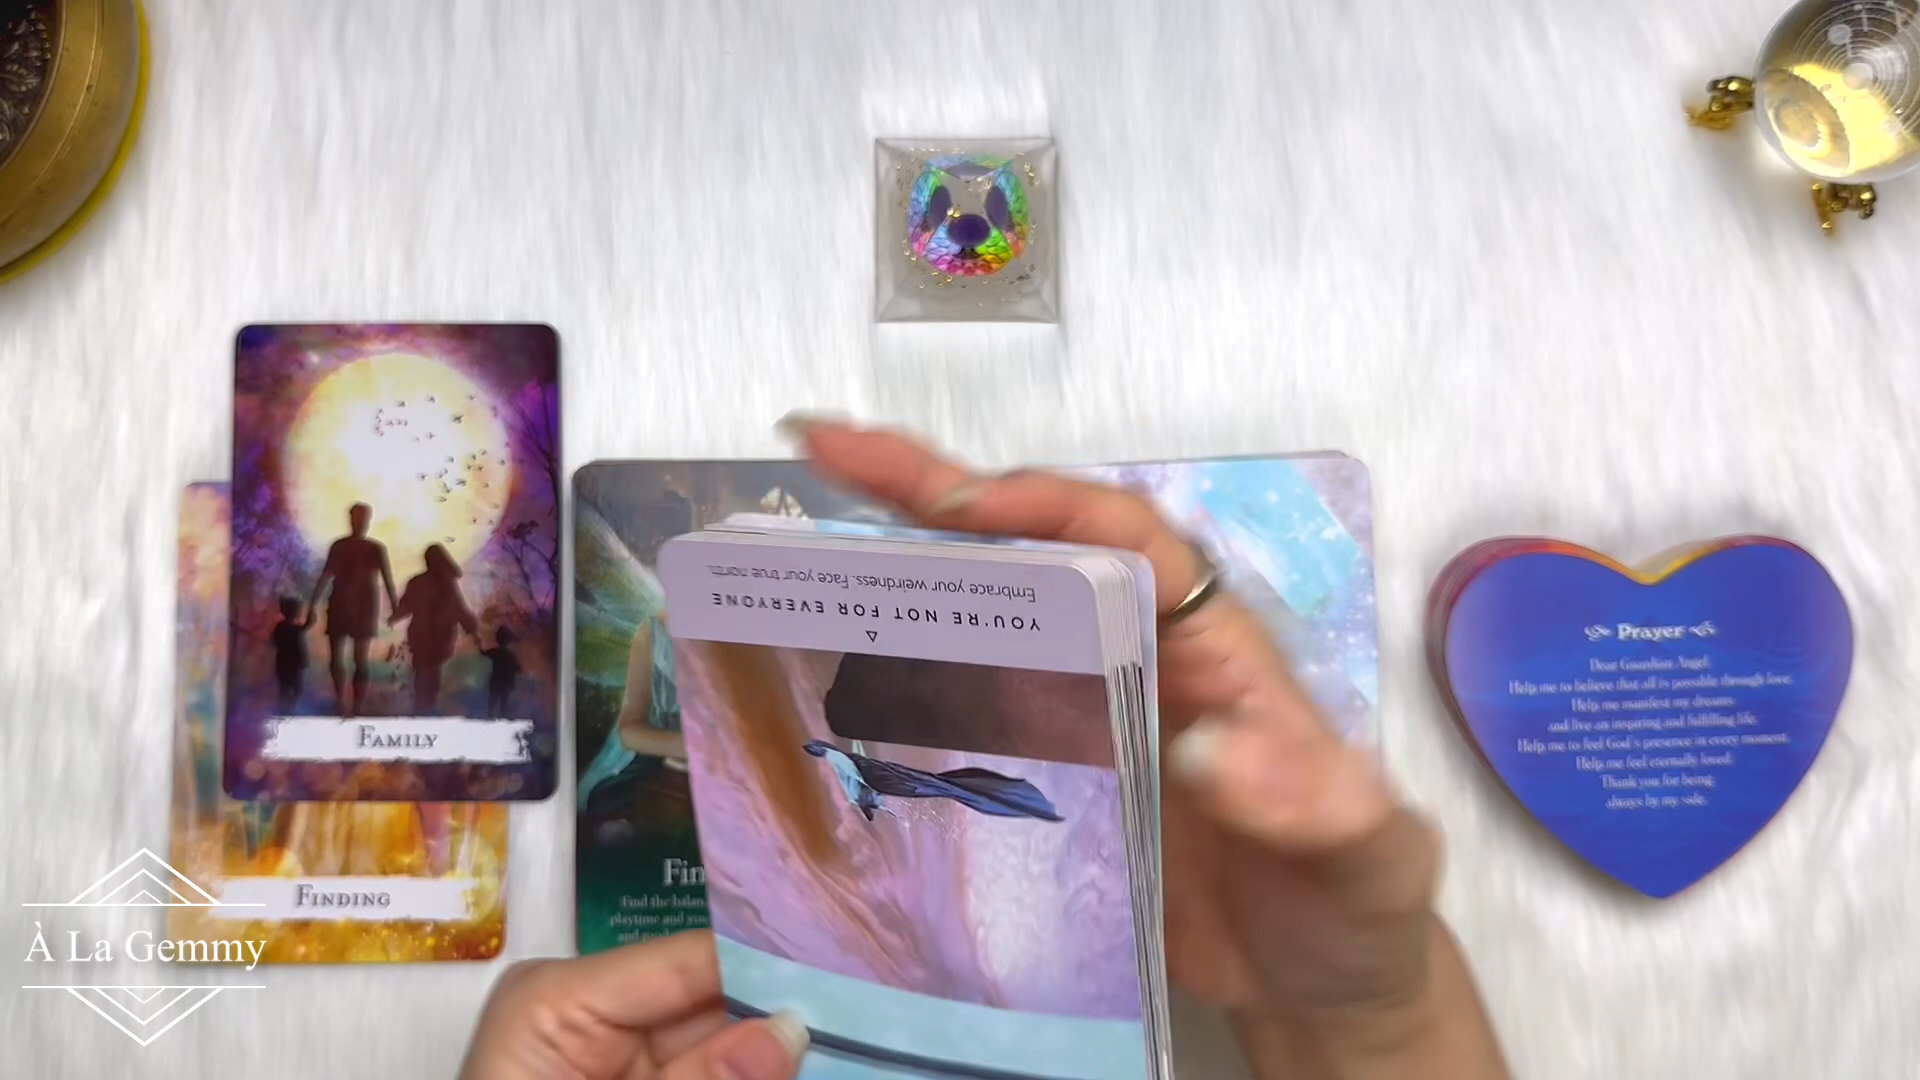 FAMILY
FINDING
À La Gemmy
Fin
Find the balan
playtime and you
YOU'RE NOT FOR EVERYONE
Embrace your weirdness. Face your true north.
Prayer
Dear Guardian Angel,
Help me to believe that all is possible through love.
Help me manifest my dreams
and live an inspiring and fulfilling life.
Help me to feel God's presence in every moment.
Help me feel eternally loved.
Thank you for being
always by my side.